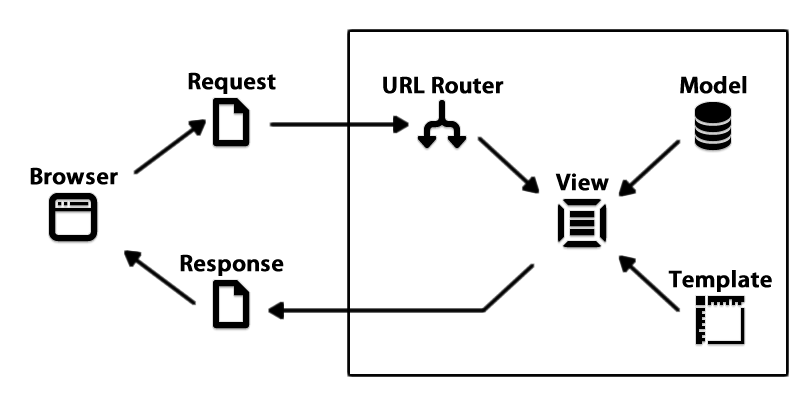 Request
URL Router
Model
Browser
View
Response
Template